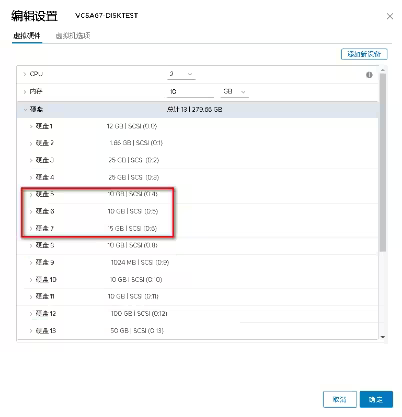 编辑设置 VCSA67-DISKTEST
虚拟硬件 虚拟机选项
添加新设备
CPU 2
内存 10 GB
硬盘 总计 13 | 279.66 GB
硬盘 1 12 GB | SCSI (0:0)
硬盘 2 1.66 GB | SCSI (0:1)
硬盘 3 25 GB | SCSI (0:2)
硬盘 4 25 GB | SCSI (0:3)
硬盘 5 10 GB | SCSI (0:4)
硬盘 6 10 GB | SCSI (0:5)
硬盘 7 15 GB | SCSI (0:6)
硬盘 8 10 GB | SCSI (0:8)
硬盘 9 1024 MB | SCSI (0:9)
硬盘 10 10 GB | SCSI (0:10)
硬盘 11 10 GB | SCSI (0:11)
硬盘 12 100 GB | SCSI (0:12)
硬盘 13 50 GB | SCSI (0:13)
取消 确定